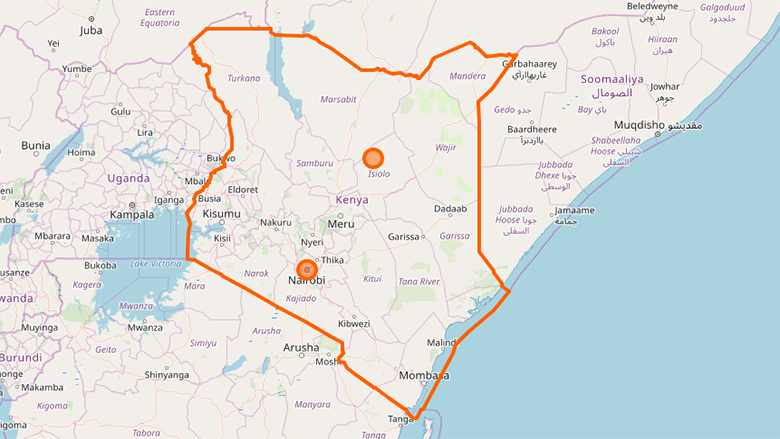 Eastern
Equatoria
Juba
Yei
Yumbe
Gulu
Lira
Bunia
Hoima
Uganda
Mbale
Bukwo
Iganga
Busia
Kampala
Kasese
Mbarara
Masaka
Bukoba
Lake Victoria
Kagera
Mwanza
Mwanza
Mara
Muyinga
Burundi
Geita
Simiyu
Shinyanga
Makamba
Kigoma
Kigoma
Tabora
Turkana
Marsabit
Mandera
Wajir
Samburu
Isiolo
Eldoret
Kenya
Kisumu
Kisii
Nakuru
Meru
Nyeri
Thika
Nairobi
Narok
Kajiado
Kitui
Dadaab
Garissa
Garissa
Tana River
Kibwezi
Malindi
Mombasa
Arusha
Arusha
Moshi
Manyara
Tanga
Tanga
Beledweyne
بلد وين
Galgaduud
جلجدود
Bakool
باكول
Hiiraan
هيران
Garbahaarey
غاربهاراي
Soomaaliya
الصومال
Gedo جدو
Bay باي
Jowhar
جوهر
Baardheere
باردنرآ
Muqdisho مقديشو
Shabeellaha
Hoose شبيلي
السفلى
Jubbada
Dhexe جوبا
الوسطى
Jubbada
Hoose جوبا
السفلى
Jamaame
جمامة